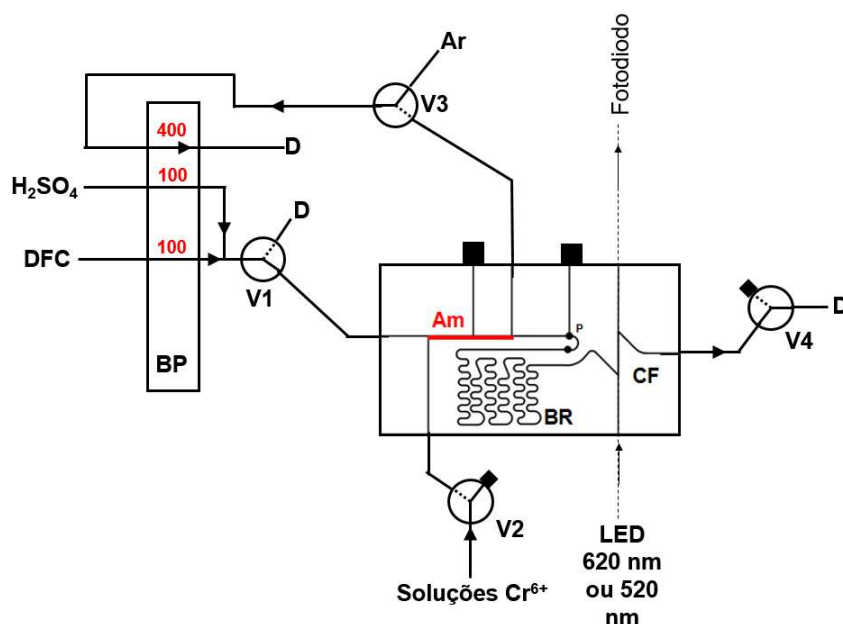 Ar
Fotodiodo
V3
400
D
H₂SO₄
100
D
DFC
100
V1
BP
Am
P
BR
CF
V4
D
V2
Soluções Cr⁶⁺
LED
620 nm
ou 520
nm